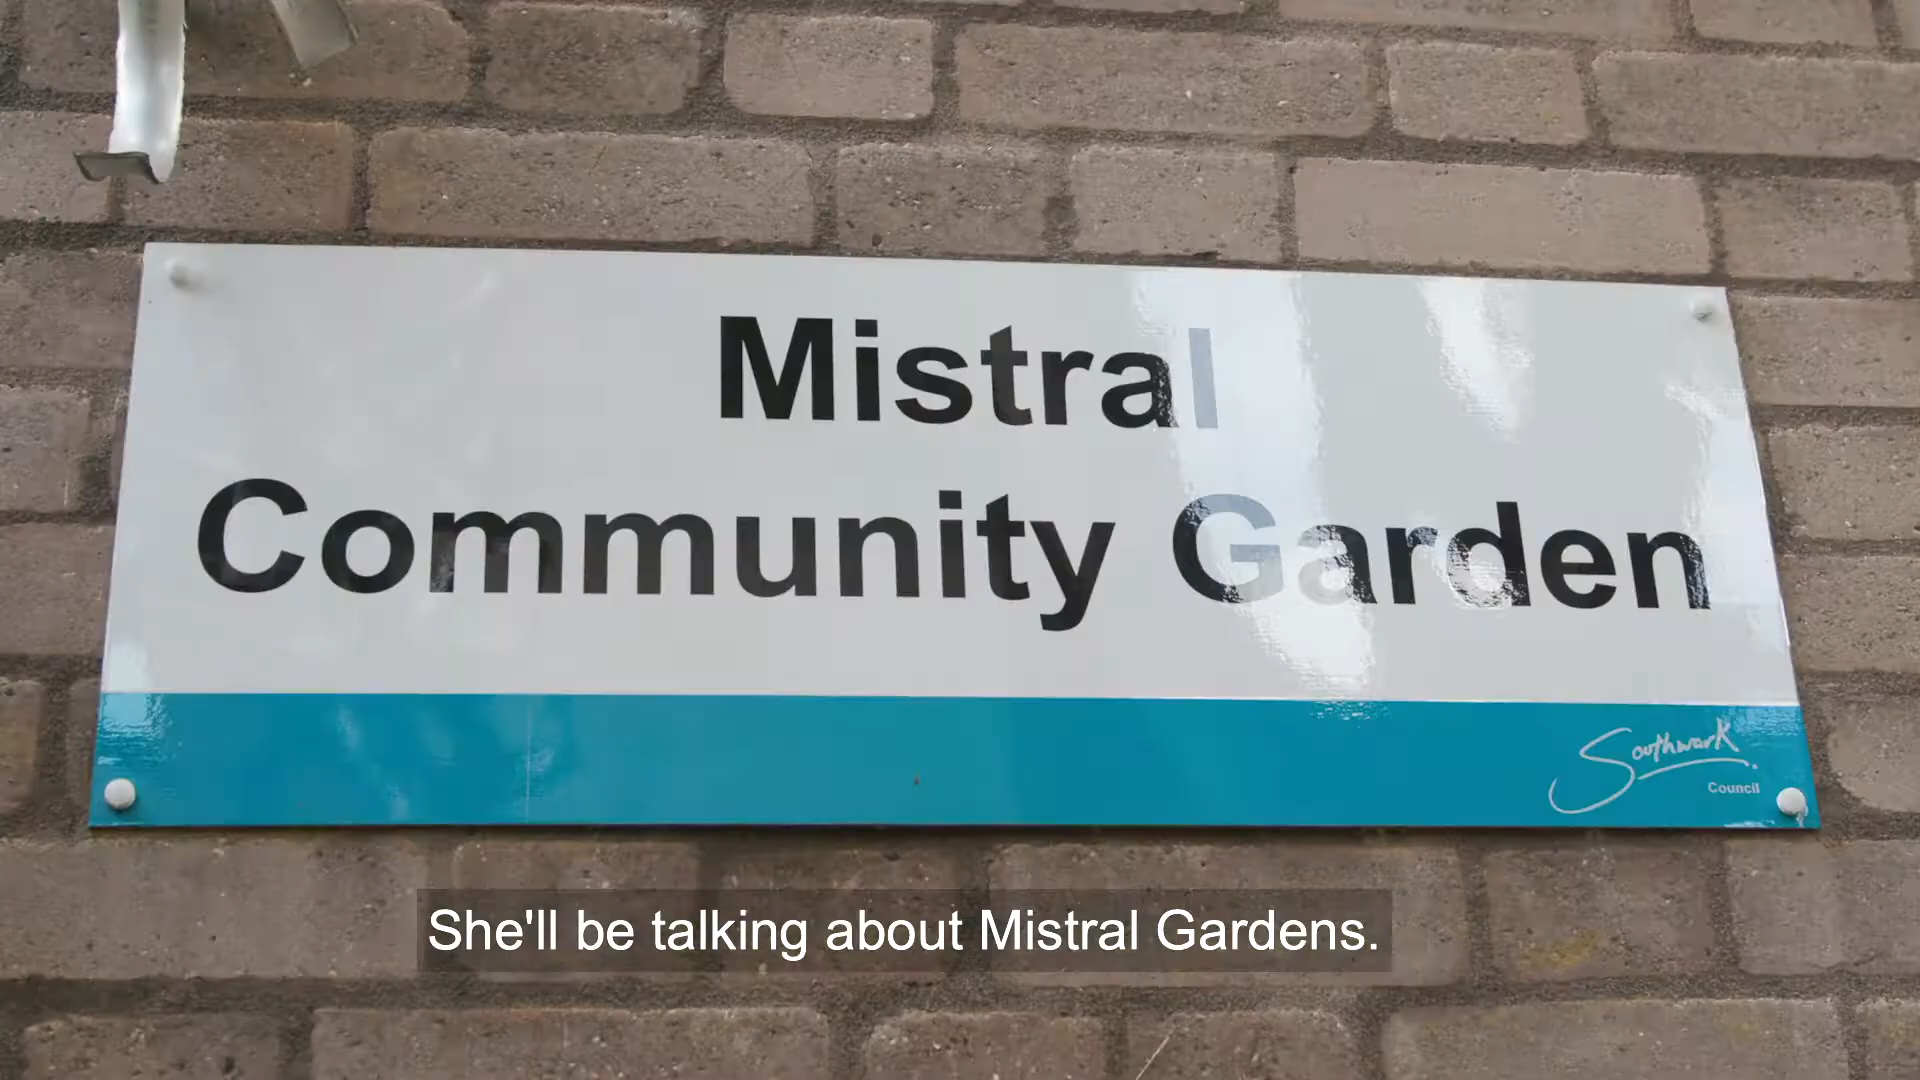 Mistral
Community Garden
Southwark
Council
She'll be talking about Mistral Gardens.